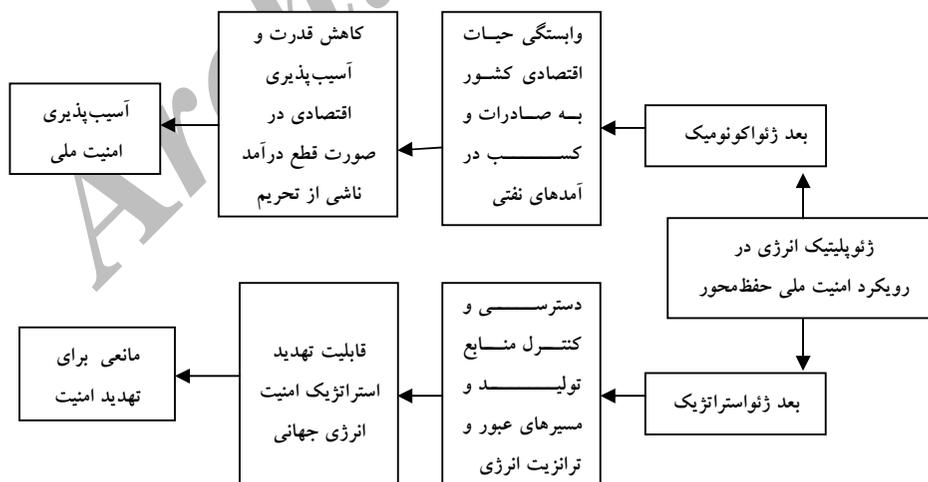 ژئوپلیتیک انرژی در
رویکرد امنیت ملی حفظ‌محور
بعد ژئواکونومیک
وابستگی حیات
اقتصادی کشور
به صادرات و
کسب در
آمدهای نفتی
کاهش قدرت و
آسیب‌پذیری
اقتصادی در
صورت قطع درآمد
ناشی از تحریم
آسیب‌پذیری
امنیت ملی
بعد ژئواستراتژیک
دسترسی و
کنترل منابع
تولید و
مسیرهای عبور و
ترانزیت انرژی
قابلیت تهدید
استراتژیک امنیت
انرژی جهانی
مانعی برای
تهدید امنیت